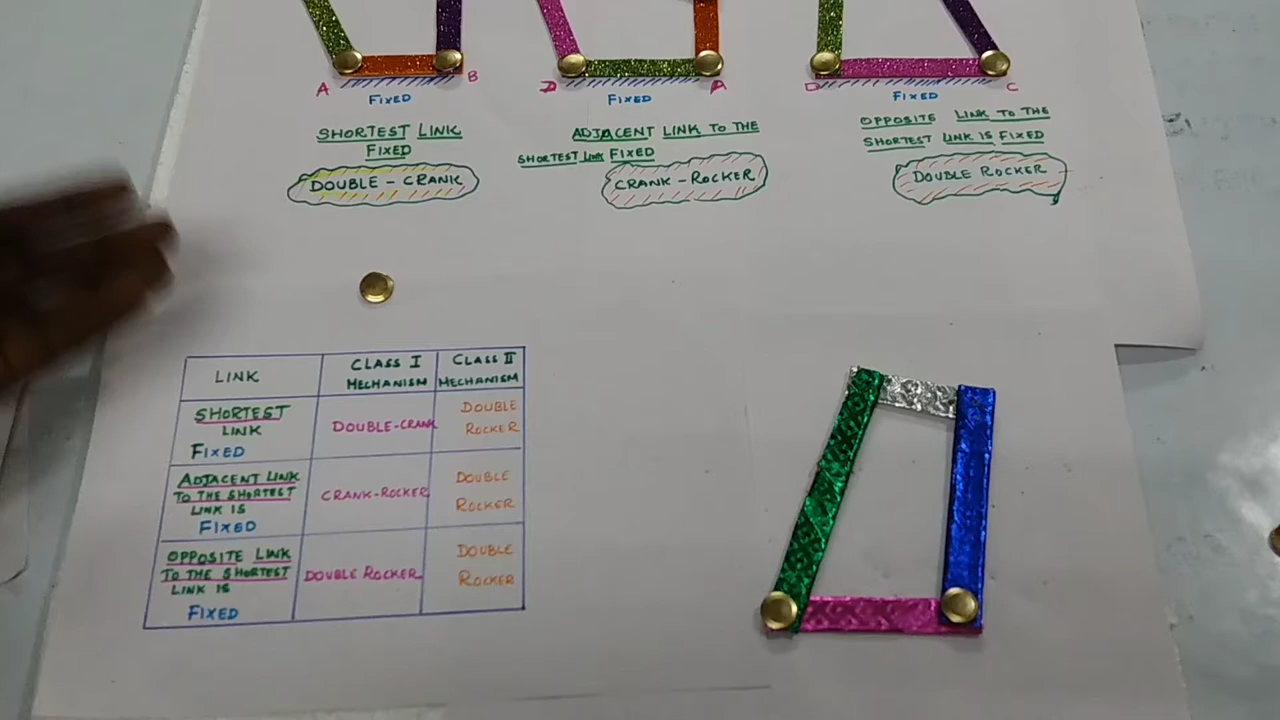 A B
FIXED
SHORTEST LINK
FIXED
DOUBLE - CRANK
D A
FIXED
ADJACENT LINK TO THE
SHORTEST LINK FIXED
CRANK-ROCKER
D C
FIXED
OPPOSITE LINK TO THE
SHORTEST LINK IS FIXED
DOUBLE ROCKER
LINK
CLASS I
MECHANISM
CLASS II
MECHANISM
SHORTEST
LINK
FIXED
DOUBLE-CRANK
DOUBLE
ROCKER
ADJACENT LINK
TO THE SHORTEST
LINK IS
FIXED
CRANK-ROCKER
DOUBLE
ROCKER
OPPOSITE LINK
TO THE SHORTEST
LINK IS
FIXED
DOUBLE ROCKER
DOUBLE
ROCKER